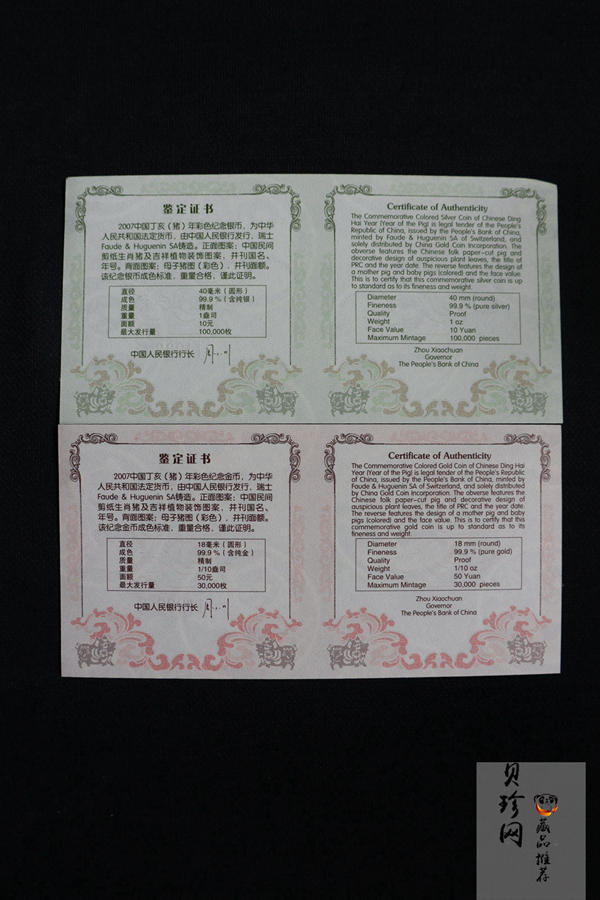 鉴定证书
2007中国丁亥（猪）年彩色纪念银币，为中华
人民共和国法定货币，由中国人民银行发行，瑞士
Faude & Huguenin SA铸造。正面图案：中国民间
剪纸生肖猪及吉祥植物装饰图案，并刊国名、
年号。背面图案：母子猪图（彩色），并刊面额。
该纪念银币成色标准，重量合格，谨此证明。
直径 40毫米（圆形）
成色 99.9％（含纯银）
质量 精制
重量 1盎司
面额 10元
最大发行量 100,000枚
中国人民银行行长
Certificate of Authenticity
The Commemorative Colored Silver Coin of Chinese Ding
Hai Year (Year of the Pig) is legal tender of the People's
Republic of China, issued by the People's Bank of China,
minted by Faude & Huguenin SA of Switzerland, and solely
distributed by China Gold Coin Incorporation. The
obverse features the Chinese folk paper-cut pig and
decorative design of auspicious plant leaves, the title of
PRC and the year date. The reverse features the design of
a mother pig and baby pigs (colored) and the face value.
This is to certify that this commemorative silver coin is up
to standard as to its fineness and weight.
Diameter 40 mm (round)
Fineness 99.9 % (pure silver)
Quality Proof
Weight 1 oz
Face Value 10 Yuan
Maximum Mintage 100,000 pieces
Zhou Xiaochuan
Governor
The People's Bank of China
鉴定证书
2007中国丁亥（猪）年彩色纪念金币，为中华
人民共和国法定货币，由中国人民银行发行，瑞士
Faude & Huguenin SA铸造。正面图案：中国民间
剪纸生肖猪及吉祥植物装饰图案，并刊国名、
年号。背面图案：母子猪图（彩色），并刊面额。
该纪念金币成色标准，重量合格，谨此证明。
直径 18毫米（圆形）
成色 99.9％（含纯金）
质量 精制
重量 1/10盎司
面额 50元
最大发行量 30,000枚
中国人民银行行长
Certificate of Authenticity
The Commemorative Colored Gold Coin of Chinese Ding Hai
Year (Year of the Pig) is legal tender of the People's Republic
of China, issued by the People's Bank of China, minted by
Faude & Huguenin SA of Switzerland, and solely distributed
by China Gold Coin Incorporation. The obverse features the
Chinese folk paper-cut pig and decorative design of
auspicious plant leaves, the title of PRC and the year date.
The reverse features the design of a mother pig and baby
pigs (colored) and the face value. This is to certify that this
commemorative gold coin is up to standard as to its
fineness and weight.
Diameter 18 mm (round)
Fineness 99.9 % (pure gold)
Quality Proof
Weight 1/10 oz
Face Value 50 Yuan
Maximum Mintage 30,000 pieces
Zhou Xiaochuan
Governor
The People's Bank of China
贝珍网
藏品推荐